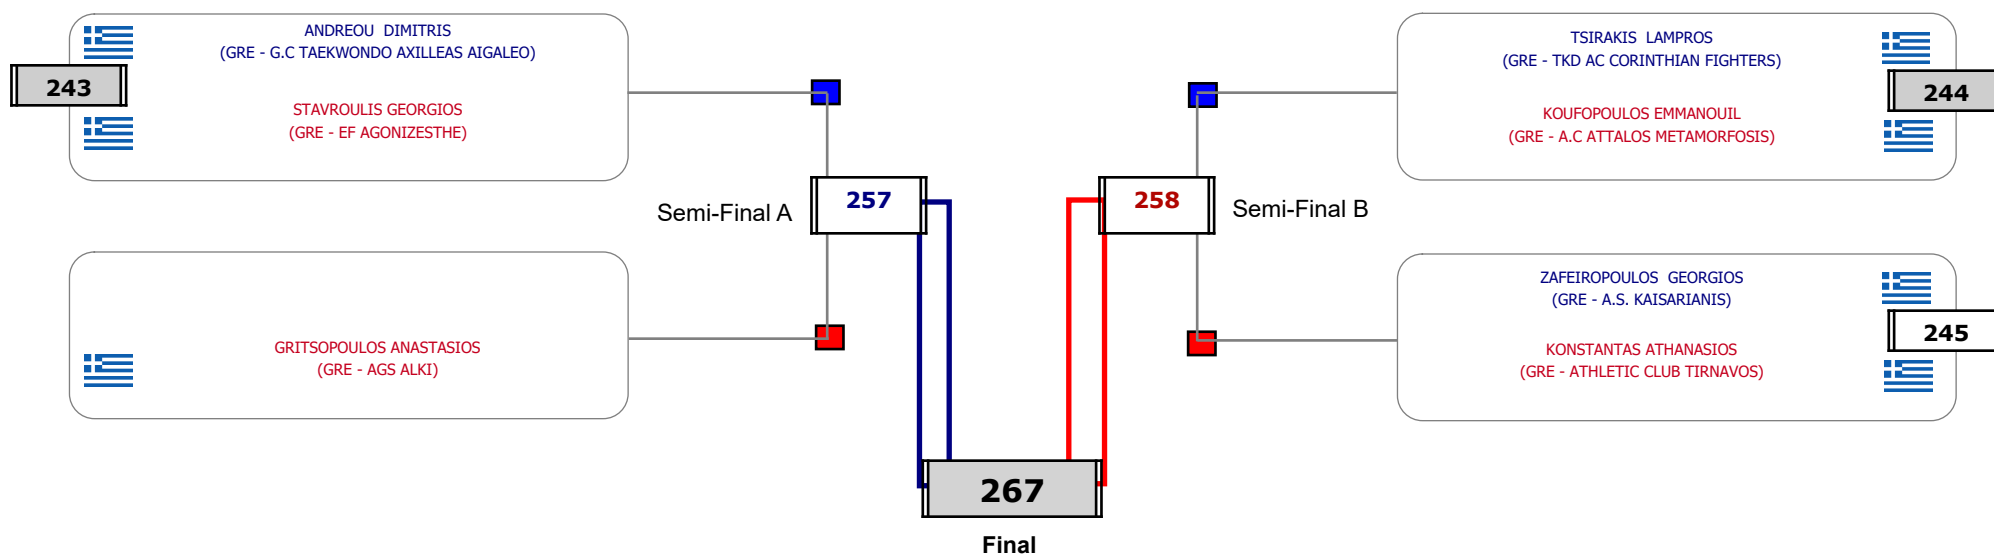 ANDREOU DIMITRIS
(GRE - G.C TAEKWONDO AXILLEAS AIGALEO)
243
STAVROULIS GEORGIOS
(GRE - EF AGONIZESTHE)
TSIRAKIS LAMPROS
(GRE - TKD AC CORINTHIAN FIGHTERS)
244
KOUFOPOULOS EMMANOUIL
(GRE - A.C ATTALOS METAMORFOSIS)
Semi-Final A
257
258
Semi-Final B
GRITSOPOULOS ANASTASIOS
(GRE - AGS ALKI)
ZAFEIROPOULOS GEORGIOS
(GRE - A.S. KAISARIANIS)
245
KONSTANTAS ATHANASIOS
(GRE - ATHLETIC CLUB TIRNAVOS)
267
Final